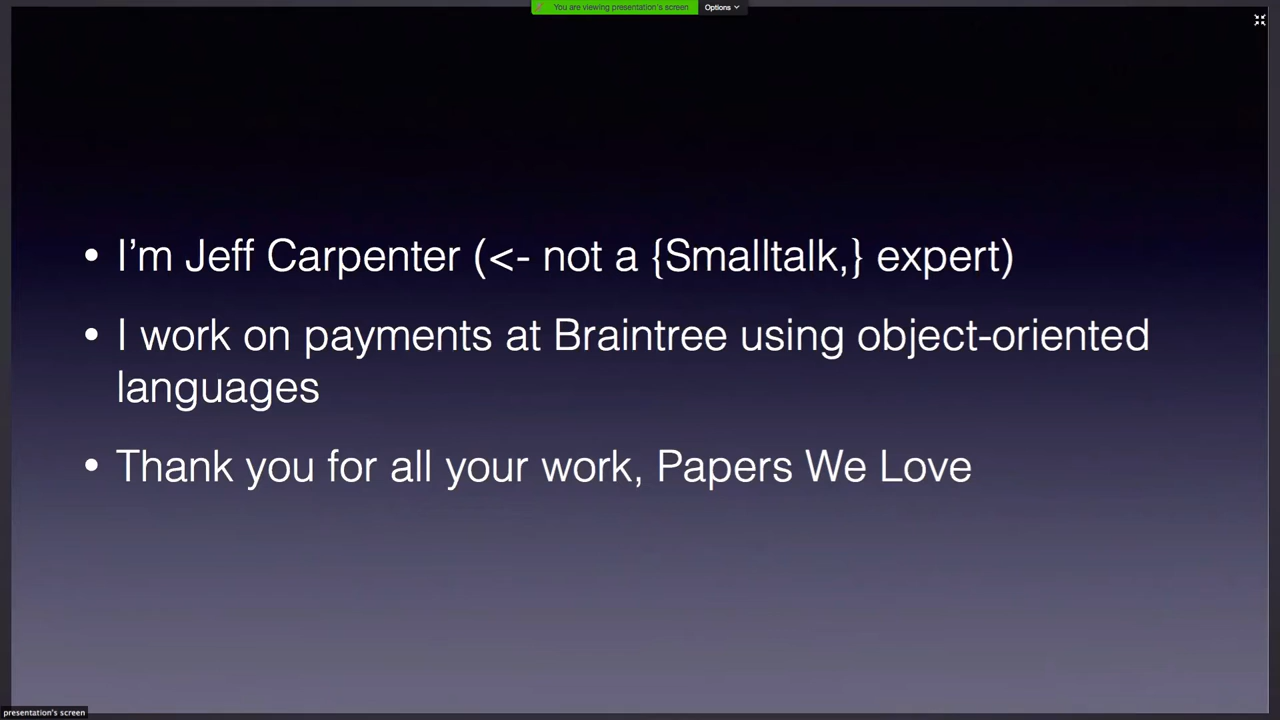 You are viewing presentation's screen
Options
• I'm Jeff Carpenter (<- not a {Smalltalk,} expert)
• I work on payments at Braintree using object-oriented
languages
• Thank you for all your work, Papers We Love
presentation's screen